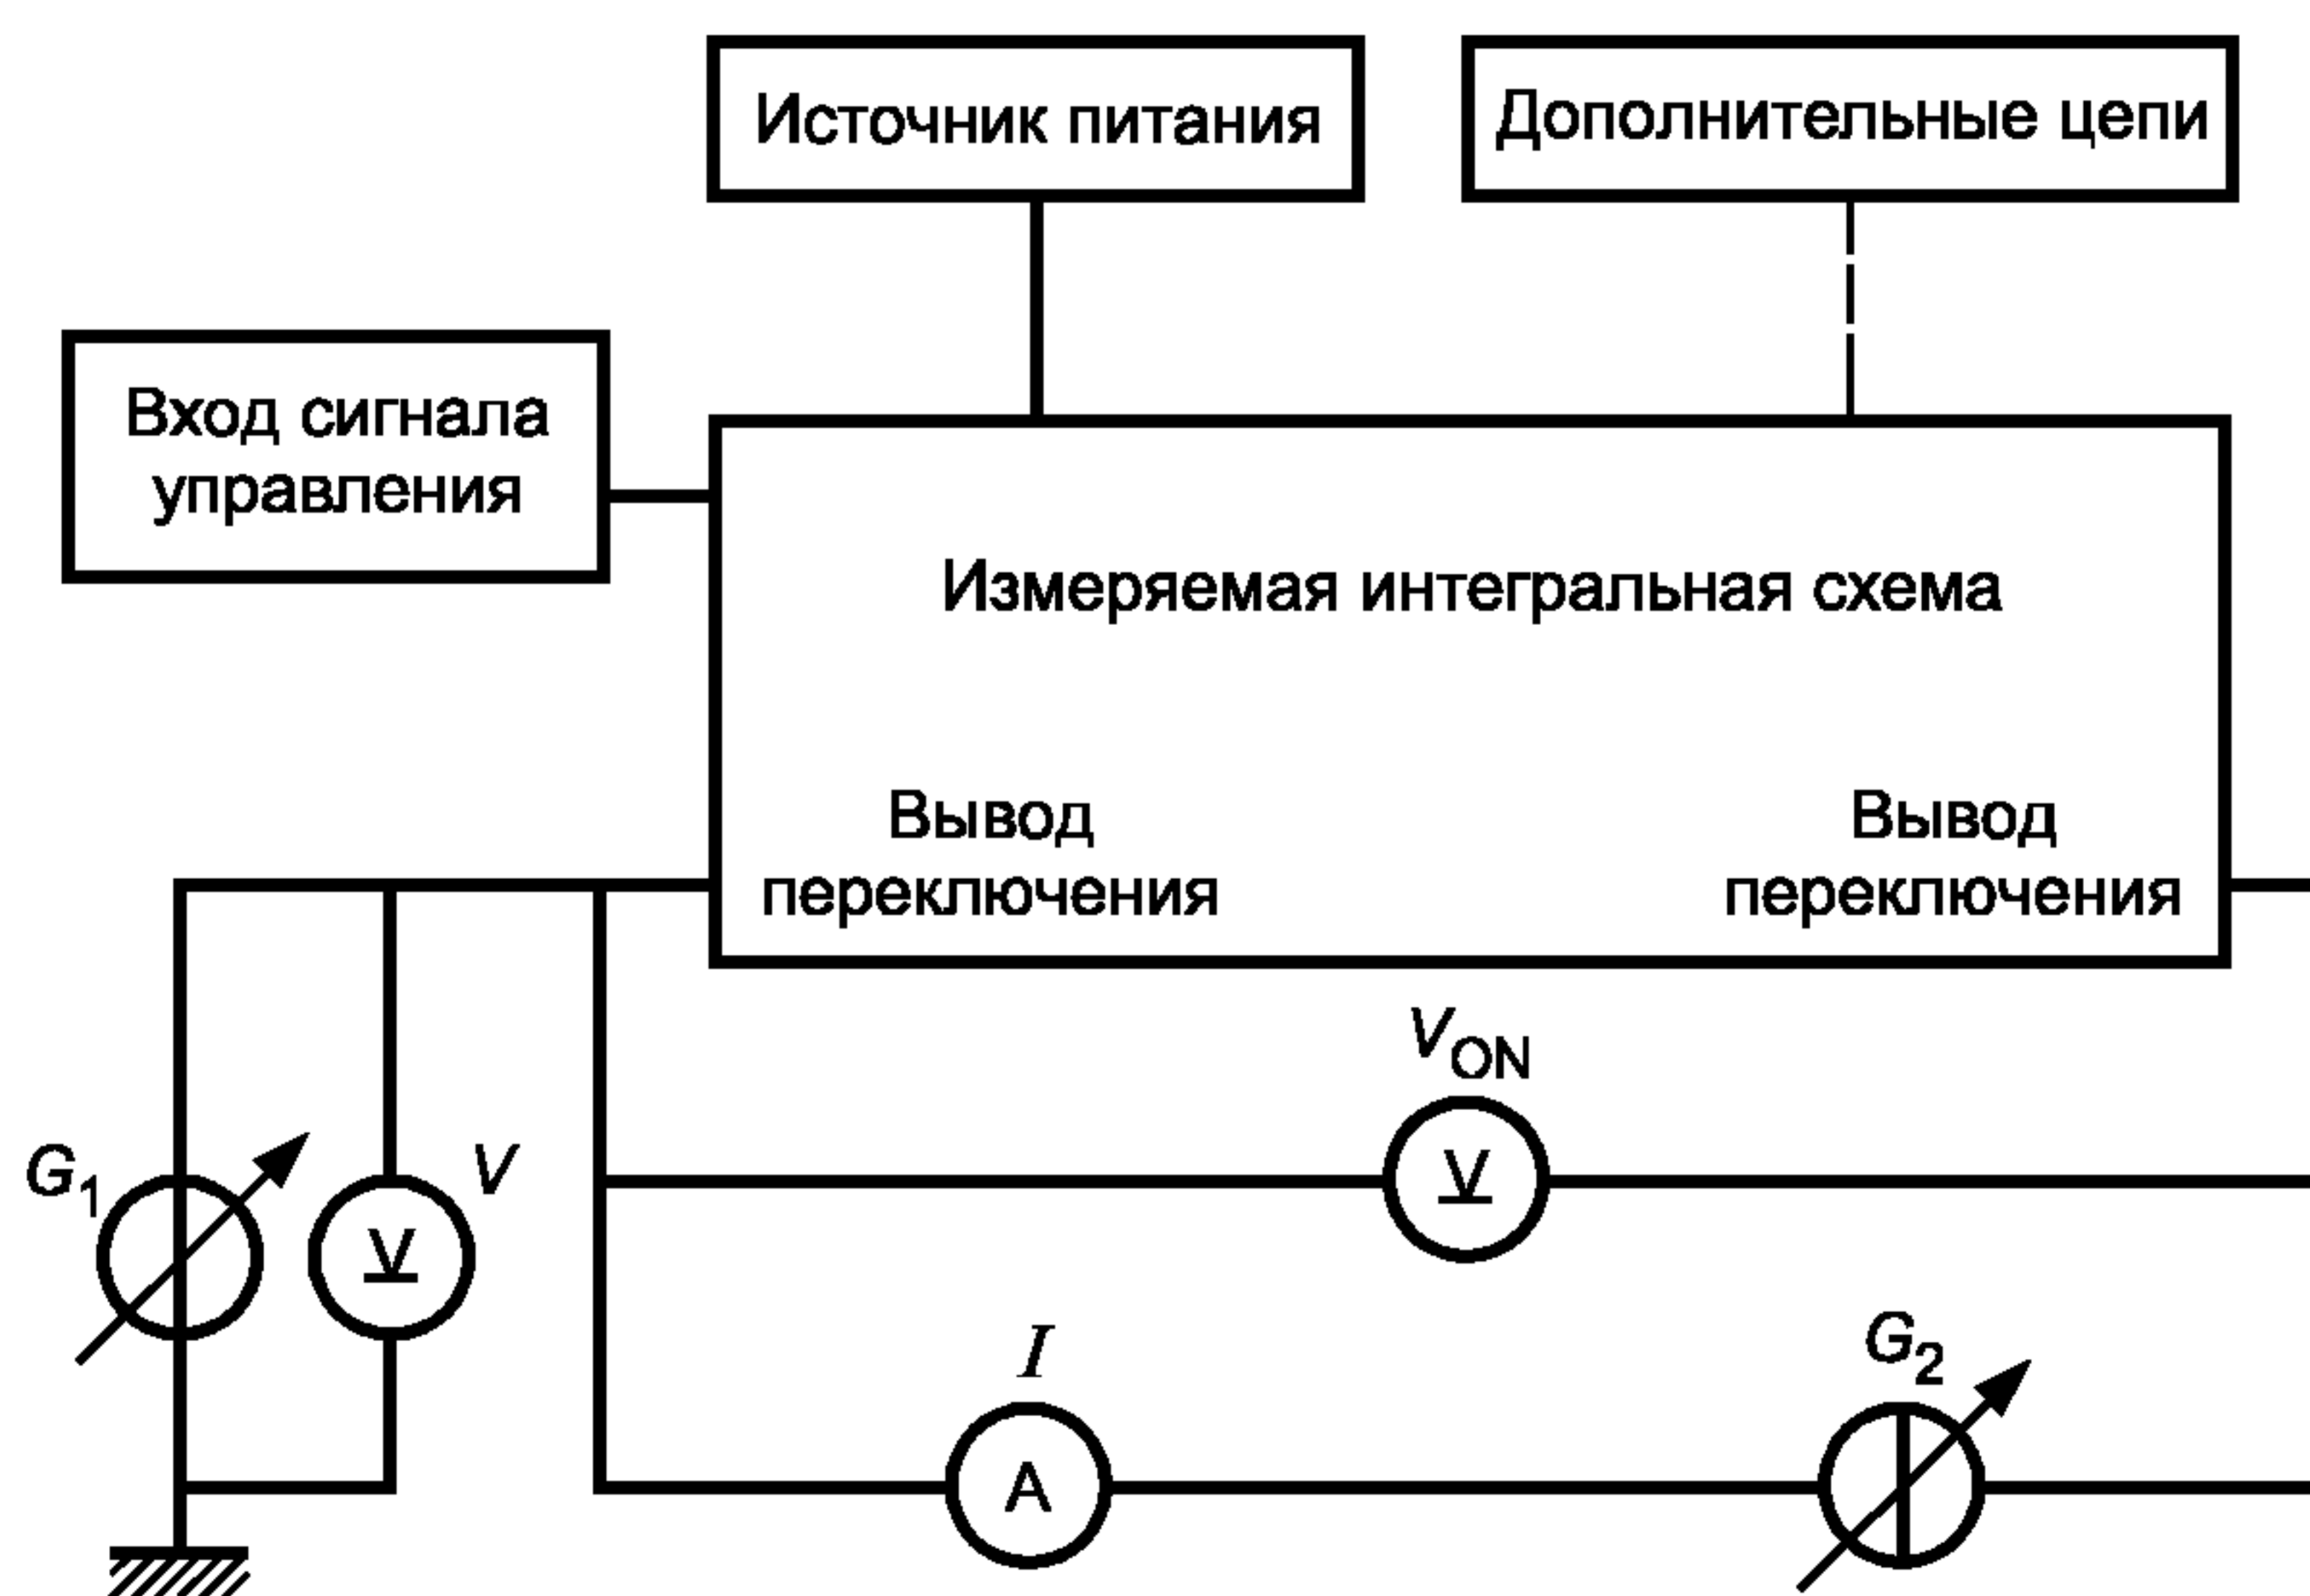 Источник питания
Дополнительные цепи
Вход сигнала
управления
Измеряемая интегральная схема
Вывод
переключения
Вывод
переключения
V_ON
V
G_1
V
V
I
G_2
A